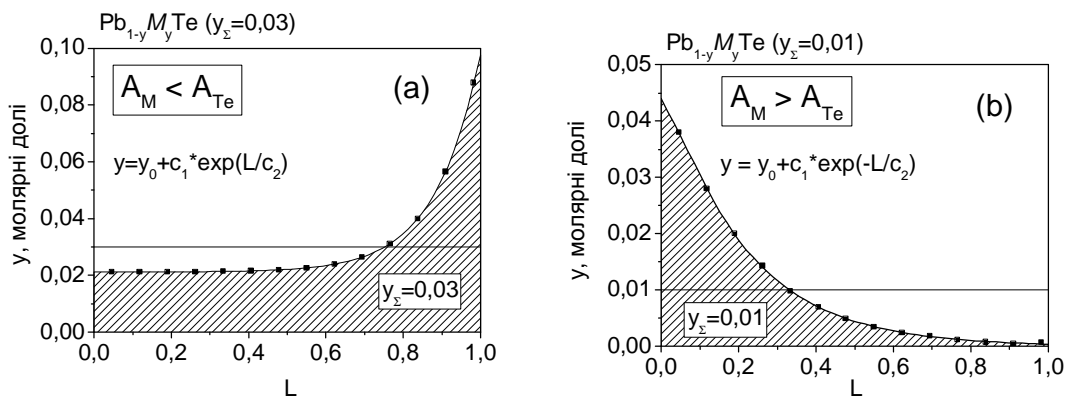 Pb1-yMyTe (yΣ=0,03)
(a)
AM < ATe
y=y0+c1*exp(L/c2)
yΣ=0,03
y, молярні долі
0,10
0,08
0,06
0,04
0,02
0,00
0,0 0,2 0,4 0,6 0,8 1,0
L
Pb1-yMyTe (yΣ=0,01)
(b)
AM > ATe
y = y0+c1*exp(-L/c2)
yΣ=0,01
y, молярні долі
0,05
0,04
0,03
0,02
0,01
0,00
0,0 0,2 0,4 0,6 0,8 1,0
L